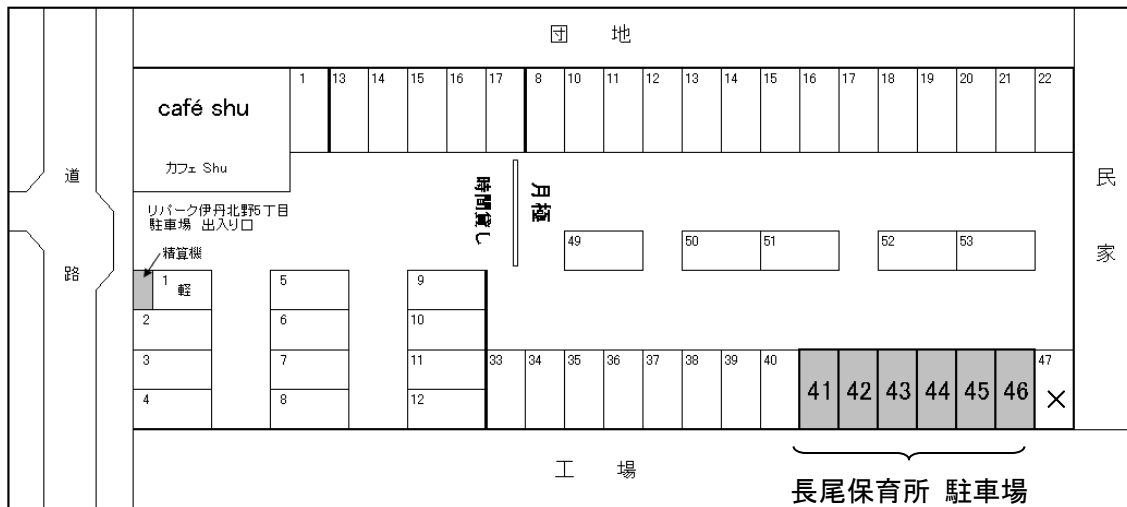 団 地
1 13 14 15 16 17 8 10 11 12 13 14 15 16 17 18 19 20 21 22
café shu
カフェ Shu
道 路
民 家
時間貸し
月極
リパーク伊丹北野5丁目
駐車場 出入り口
精算機
49 50 51 52 53
1 軽 5 9
2 6 10
3 7 11
4 8 12
33 34 35 36 37 38 39 40 41 42 43 44 45 46 47
×
工 場
長尾保育所 駐車場